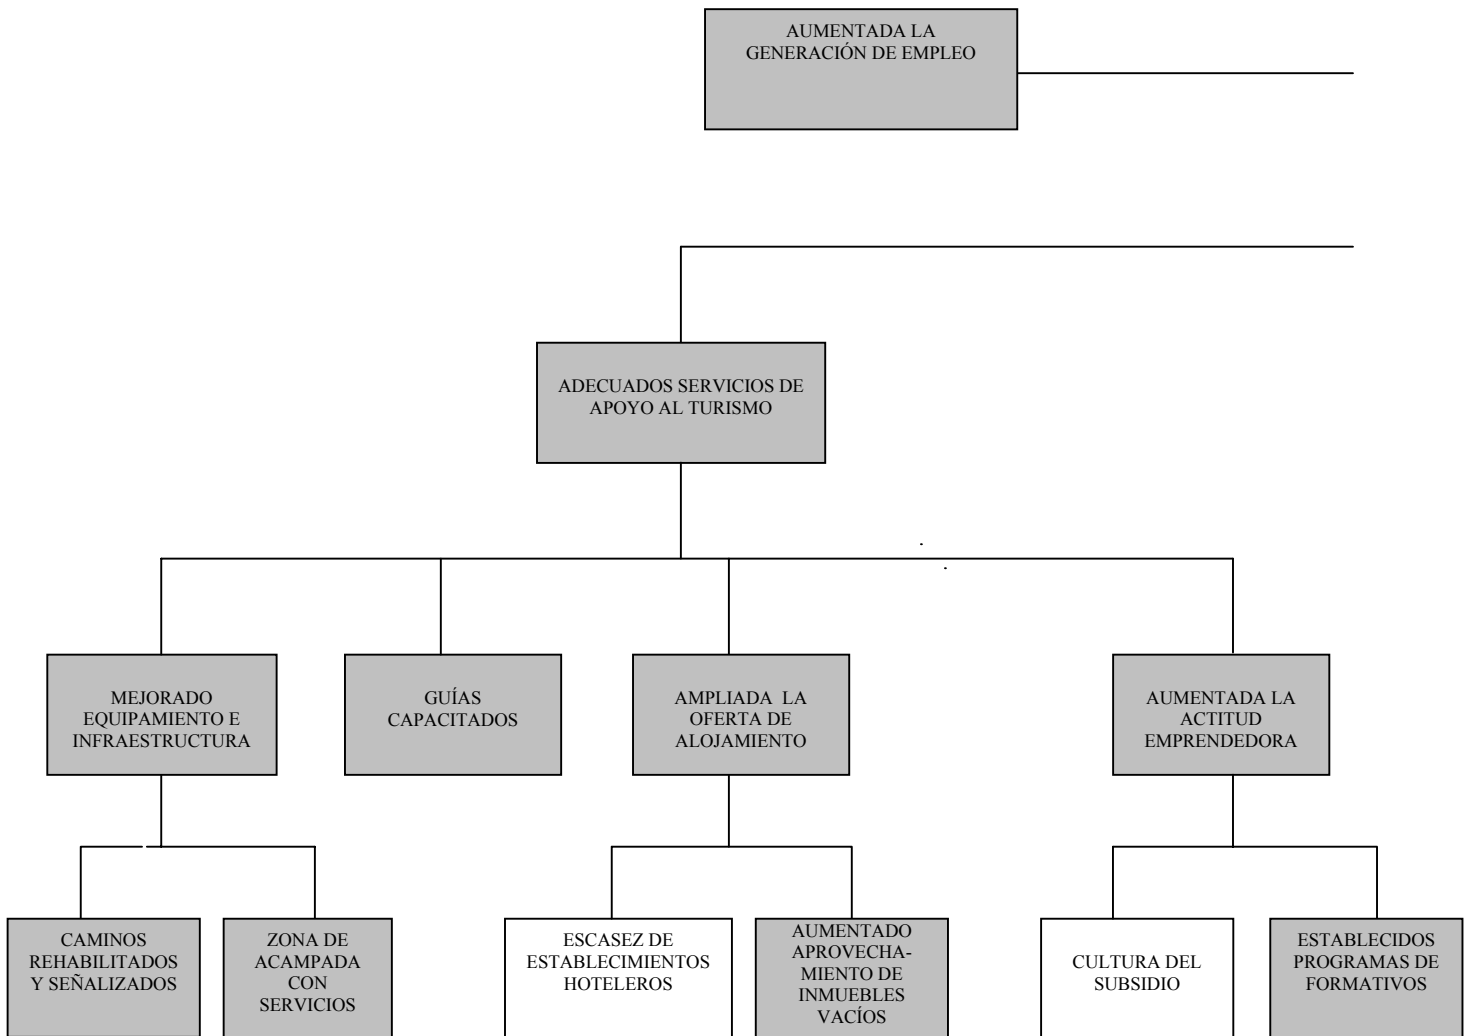 AUMENTADA LA
GENERACIÓN DE EMPLEO
ADECUADOS SERVICIOS DE
APOYO AL TURISMO
MEJORADO
EQUIPAMIENTO E
INFRAESTRUCTURA
GUÍAS
CAPACITADOS
AMPLIADA LA
OFERTA DE
ALOJAMIENTO
AUMENTADA LA
ACTITUD
EMPRENDEDORA
CAMINOS
REHABILITADOS
Y SEÑALIZADOS
ZONA DE
ACAMPADA
CON
SERVICIOS
ESCASEZ DE
ESTABLECIMIENTOS
HOTELEROS
AUMENTADO
APROVECHA-
MIENTO DE
INMUEBLES
VACÍOS
CULTURA DEL
SUBSIDIO
ESTABLECIDOS
PROGRAMAS DE
FORMATIVOS